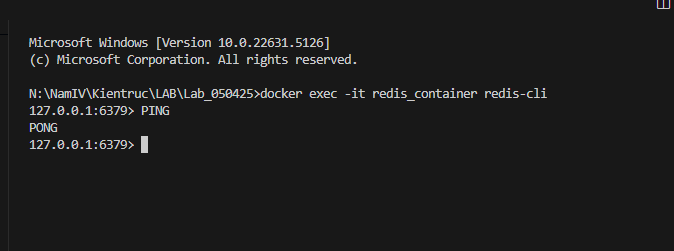 Microsoft Windows [Version 10.0.22631.5126]
(c) Microsoft Corporation. All rights reserved.
N:\NamIV\Kientruc\LAB\Lab_050425>docker exec -it redis_container redis-cli
127.0.0.1:6379> PING
PONG
127.0.0.1:6379>